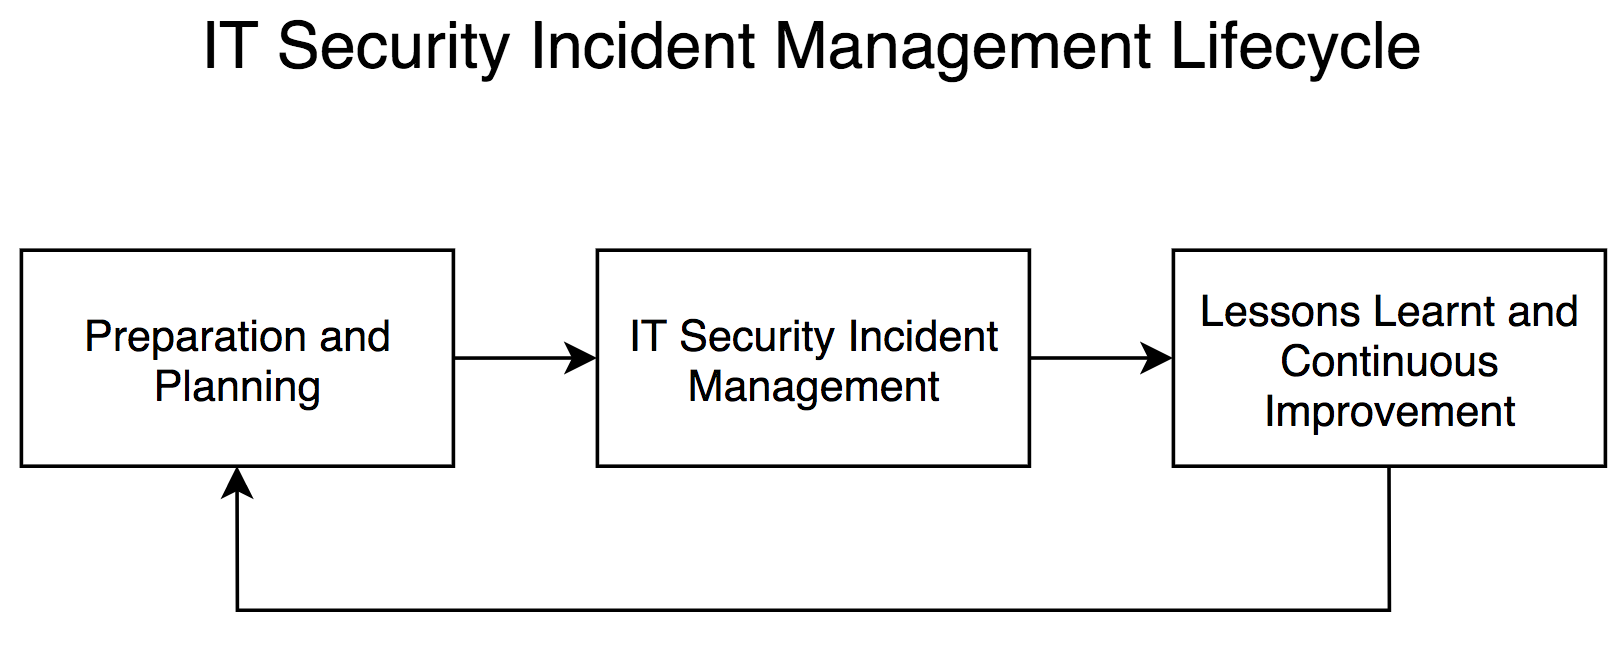 IT Security Incident Management Lifecycle
Preparation and
Planning
IT Security Incident
Management
Lessons Learnt and
Continuous
Improvement